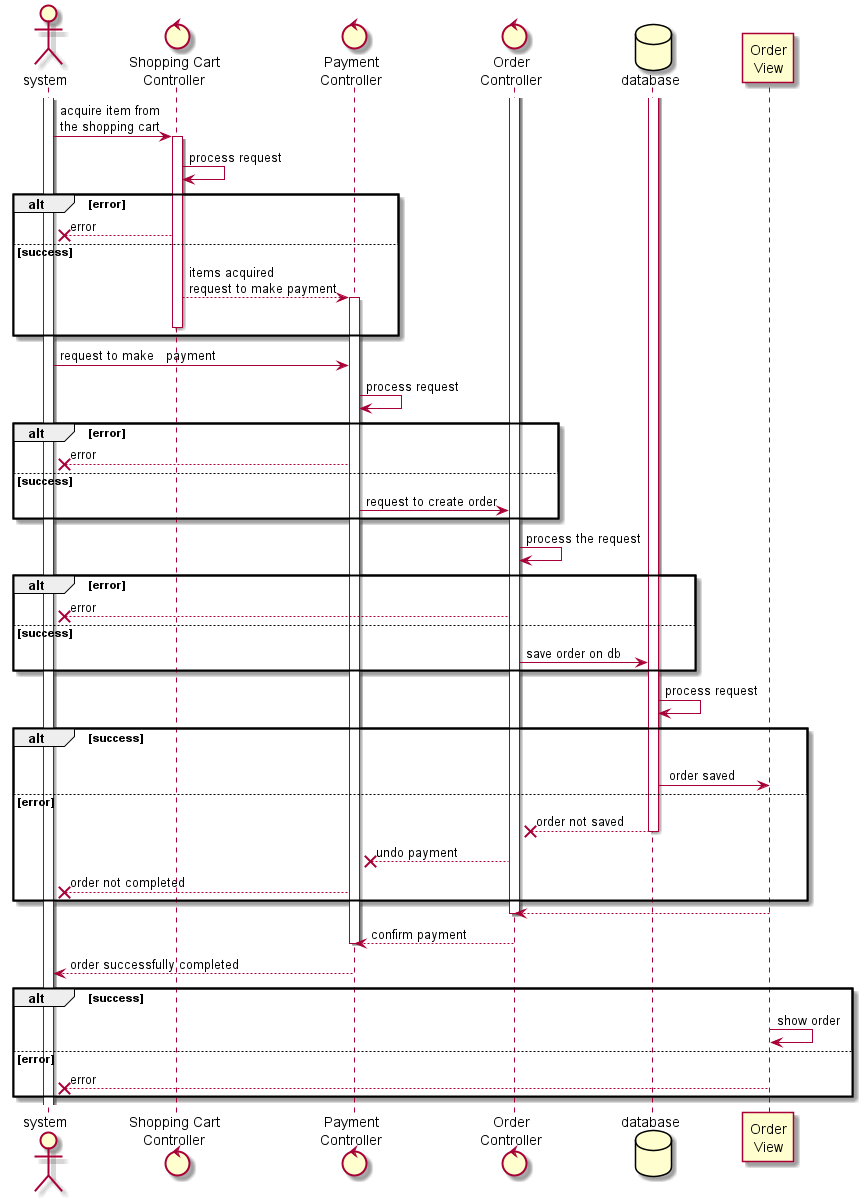 system
Shopping Cart
Controller
Payment
Controller
Order
Controller
database
Order
View
acquire item from
the shopping cart
process request
alt [error]
error
[success]
items acquired
request to make payment
request to make   payment
process request
alt [error]
error
[success]
request to create order
process the request
alt [error]
error
[success]
save order on db
process request
alt [success]
order saved
[error]
order not saved
undo payment
order not completed
confirm payment
order successfully completed
alt [success]
show order
[error]
error
system
Shopping Cart
Controller
Payment
Controller
Order
Controller
database
Order
View